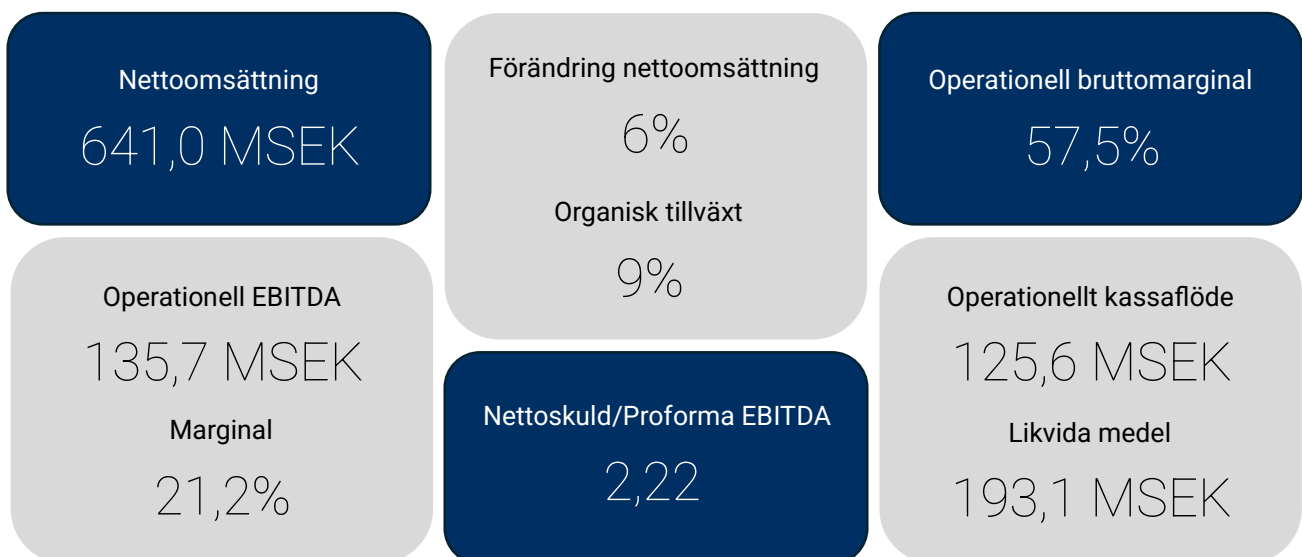 Nettoomsättning
641,0 MSEK
Förändring nettoomsättning
6%
Organisk tillväxt
9%
Operationell bruttomarginal
57,5%
Operationell EBITDA
135,7 MSEK
Marginal
21,2%
Nettoskuld/Proforma EBITDA
2,22
Operationellt kassaflöde
125,6 MSEK
Likvida medel
193,1 MSEK